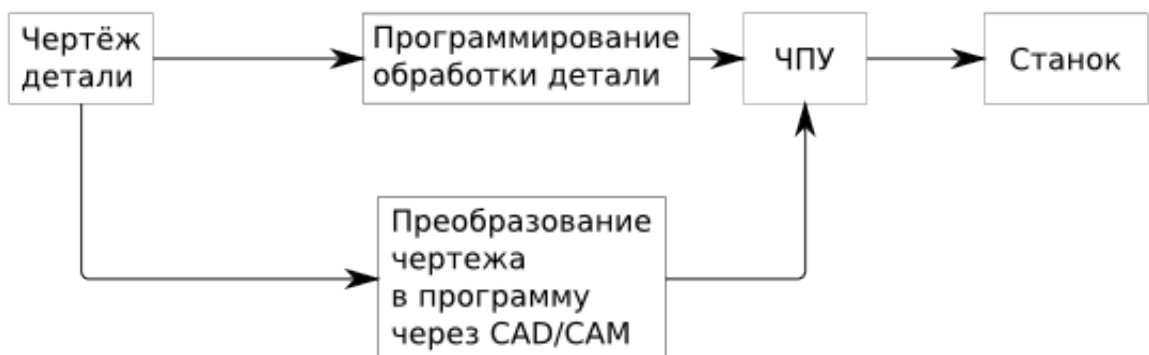 Чертёж
детали
Программирование
обработки детали
ЧПУ
Станок
Преобразование
чертежа
в программу
через CAD/CAM